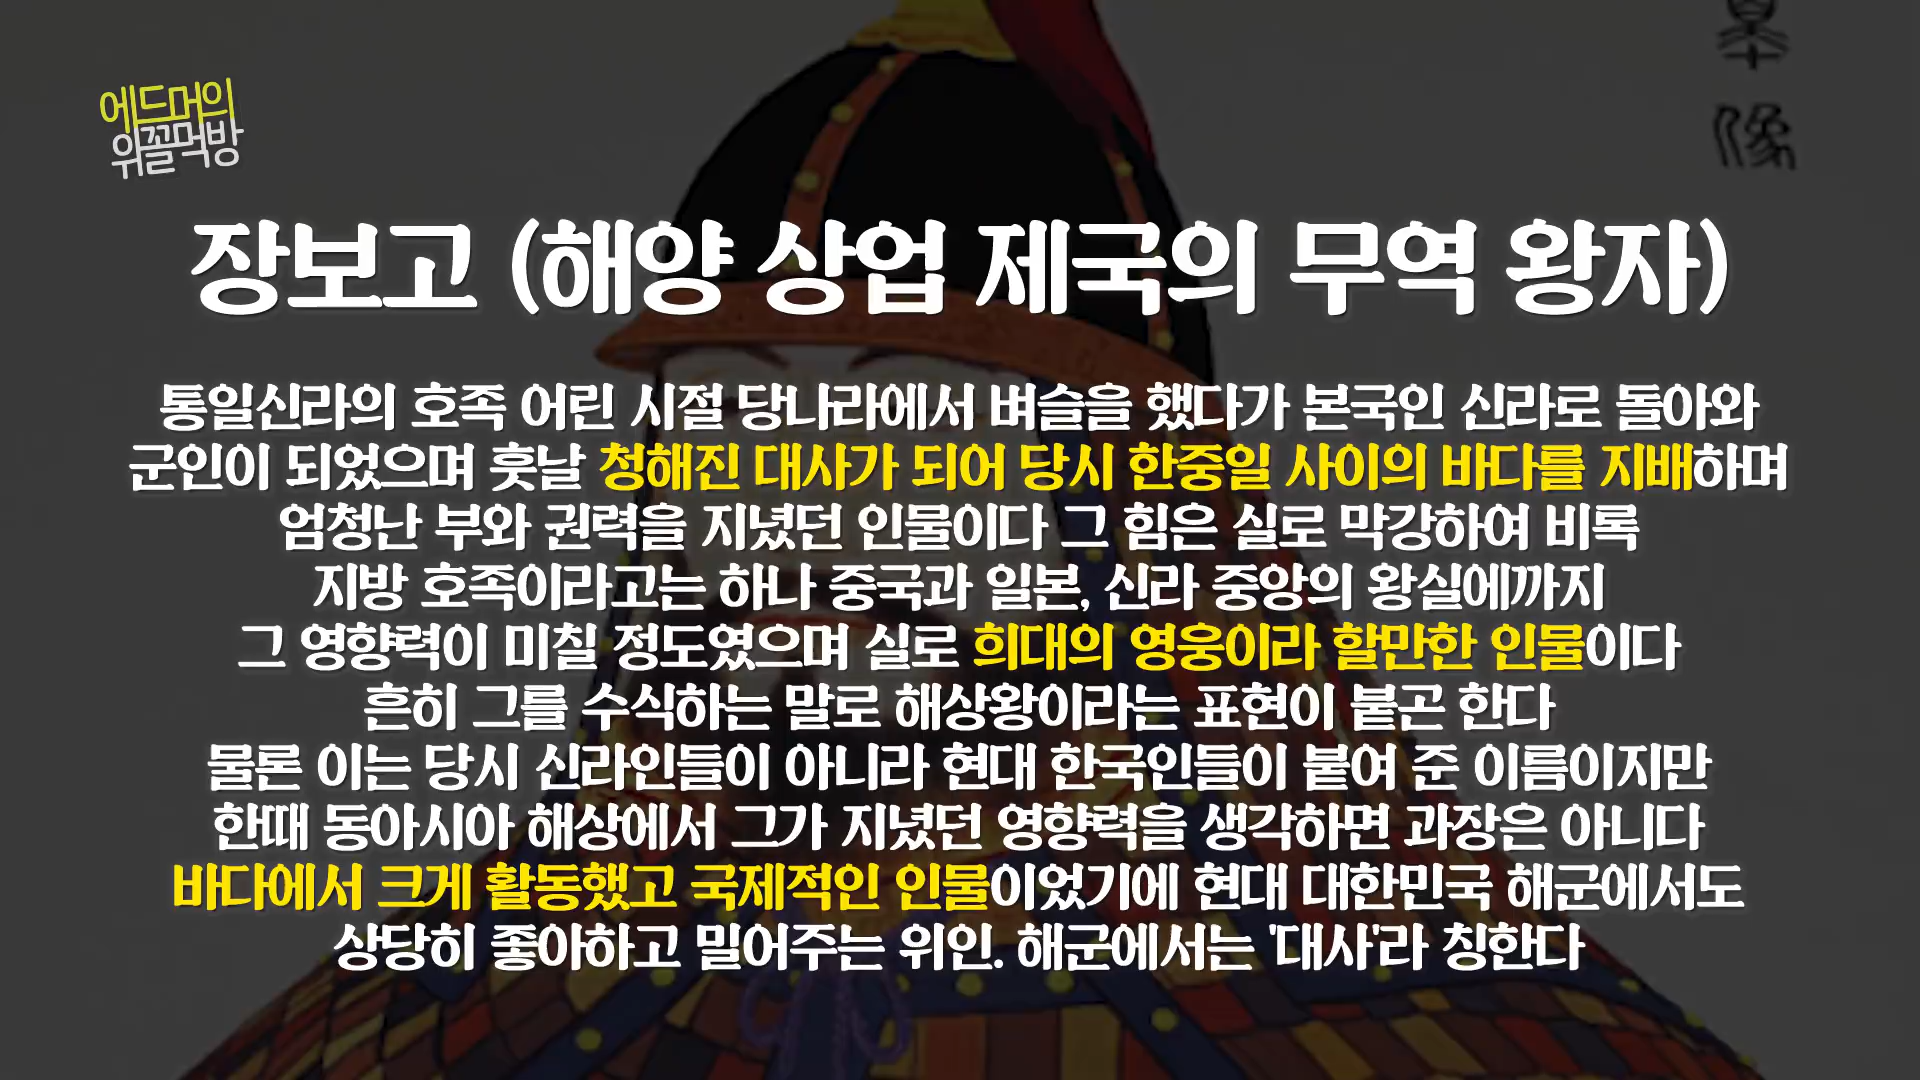 에드머의
위꼴먹방
像
장보고 (해양 상업 제국의 무역 왕자)
통일신라의 호족 어린 시절 당나라에서 벼슬을 했다가 본국인 신라로 돌아와
군인이 되었으며 훗날 청해진 대사가 되어 당시 한중일 사이의 바다를 지배하며
엄청난 부와 권력을 지녔던 인물이다 그 힘은 실로 막강하여 비록
지방 호족이라고는 하나 중국과 일본, 신라 중앙의 왕실에까지
그 영향력이 미칠 정도였으며 실로 희대의 영웅이라 할만한 인물이다
흔히 그를 수식하는 말로 해상왕이라는 표현이 붙곤 한다
물론 이는 당시 신라인들이 아니라 현대 한국인들이 붙여 준 이름이지만
한때 동아시아 해상에서 그가 지녔던 영향력을 생각하면 과장은 아니다
바다에서 크게 활동했고 국제적인 인물이었기에 현대 대한민국 해군에서도
상당히 좋아하고 밀어주는 위인. 해군에서는 '대사'라 칭한다